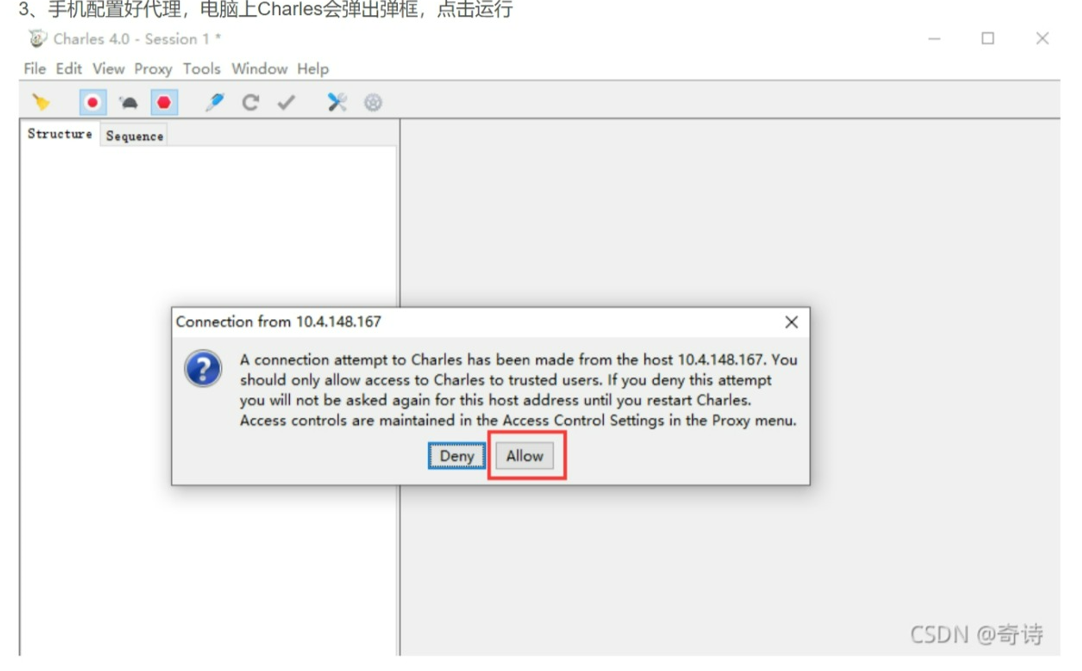 3、手机配置好代理，电脑上Charles会弹出弹框，点击运行
Charles 4.0 - Session 1 *
File Edit View Proxy Tools Window Help
Structure Sequence
Connection from 10.4.148.167
A connection attempt to Charles has been made from the host 10.4.148.167. You
should only allow access to Charles to trusted users. If you deny this attempt
you will not be asked again for this host address until you restart Charles.
Access controls are maintained in the Access Control Settings in the Proxy menu.
Deny Allow
CSDN @奇诗